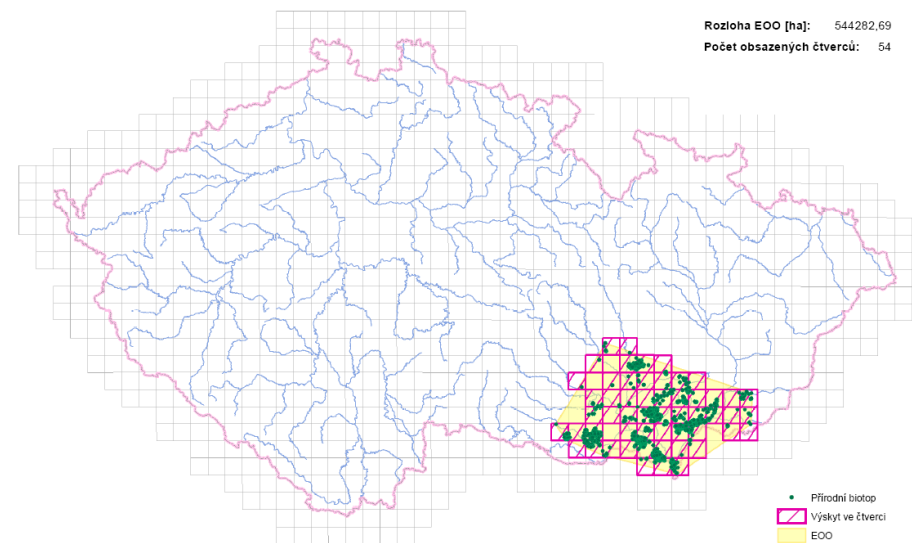 Rozloha EOO [ha]: 544282,69
Počet obsazených čtverců: 54
Přírodní biotop
Výskyt ve čtverci
EOO